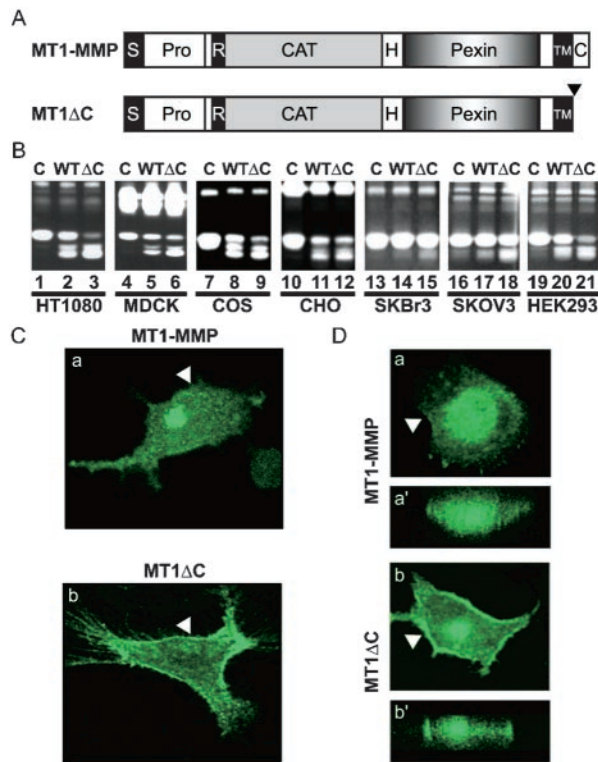 A
MT1-MMP S Pro R CAT H Pexin TM C
MT1ΔC S Pro R CAT H Pexin TM
B
C WT ΔC C WT ΔC C WT ΔC C WT ΔC C WT ΔC C WT ΔC C WT ΔC
1 2 3 4 5 6 7 8 9 10 11 12 13 14 15 16 17 18 19 20 21
HT1080 MDCK COS CHO SKBr3 SKOV3 HEK293
C
MT1-MMP
a
MT1ΔC
b
D
MT1-MMP
a
a'
MT1ΔC
b
b'